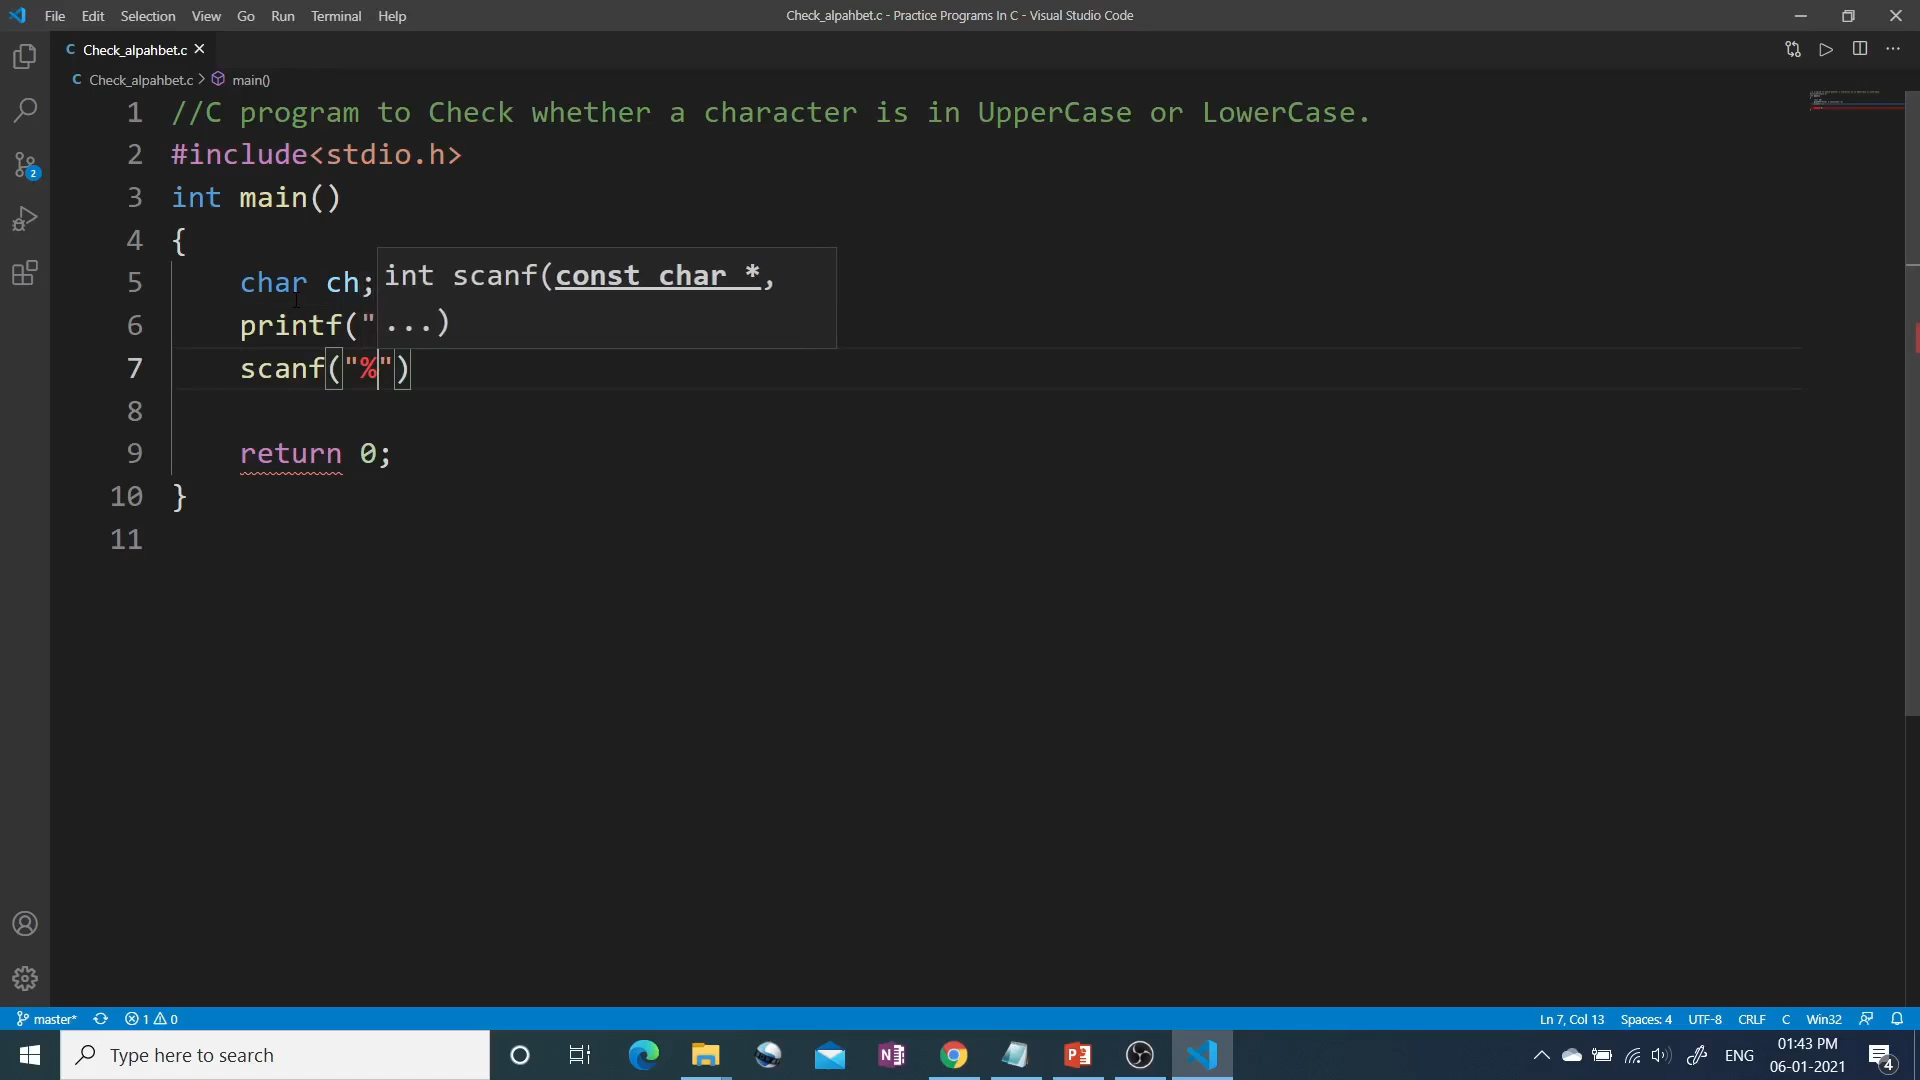 File Edit Selection View Go Run Terminal Help
Check_alpahbet.c - Practice Programs In C - Visual Studio Code
C Check_alpahbet.c
C Check_alpahbet.c > main()
1 //C program to Check whether a character is in UpperCase or LowerCase.
2 #include<stdio.h>
3 int main()
4 {
5 char ch;
int scanf(const char *,
...)
6 printf("
7 scanf("%")
8
9 return 0;
10 }
11
2
master* 1 0
Ln 7, Col 13 Spaces: 4 UTF-8 CRLF C Win32
Type here to search
N
P
ENG
01:43 PM
06-01-2021
4